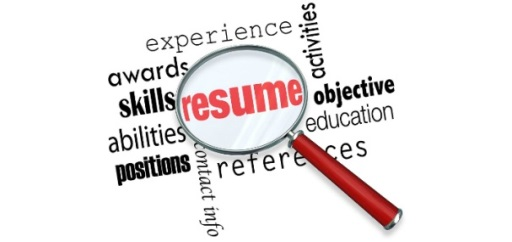 experience
activities
awards
skills
resume
objective
abilities
education
positions
references
contact info